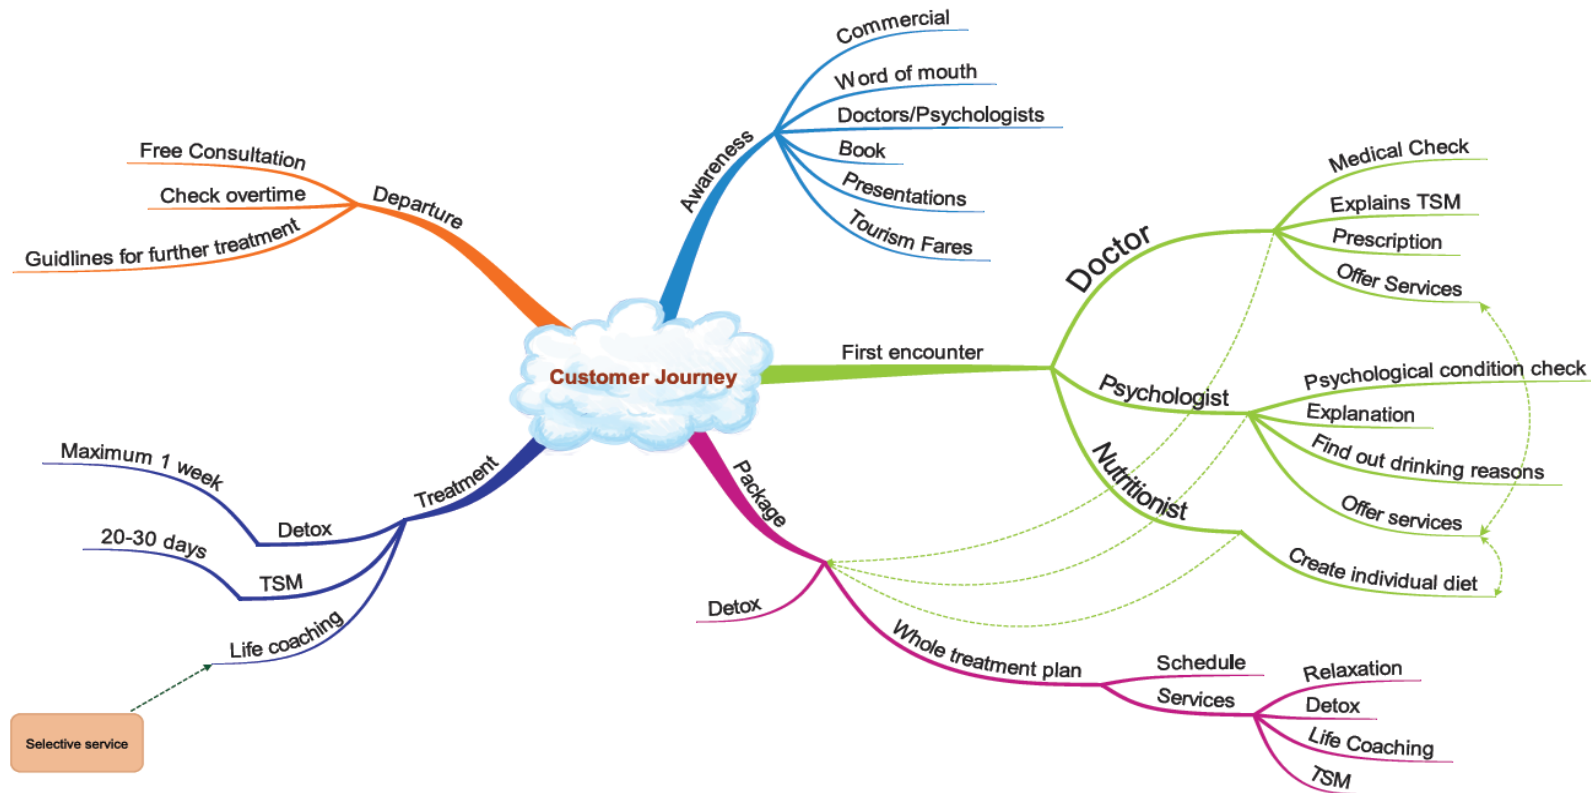 Customer Journey
Awareness
Commercial
Word of mouth
Doctors/Psychologists
Book
Presentations
Tourism Fares
First encounter
Doctor
Medical Check
Explains TSM
Prescription
Offer Services
Psychologist
Psychological condition check
Explanation
Find out drinking reasons
Offer services
Nutritionist
Create individual diet
Package
Detox
Whole treatment plan
Schedule
Services
Relaxation
Detox
Life Coaching
TSM
Treatment
Detox
Maximum 1 week
TSM
20-30 days
Life coaching
Selective service
Departure
Free Consultation
Check overtime
Guidlines for further treatment